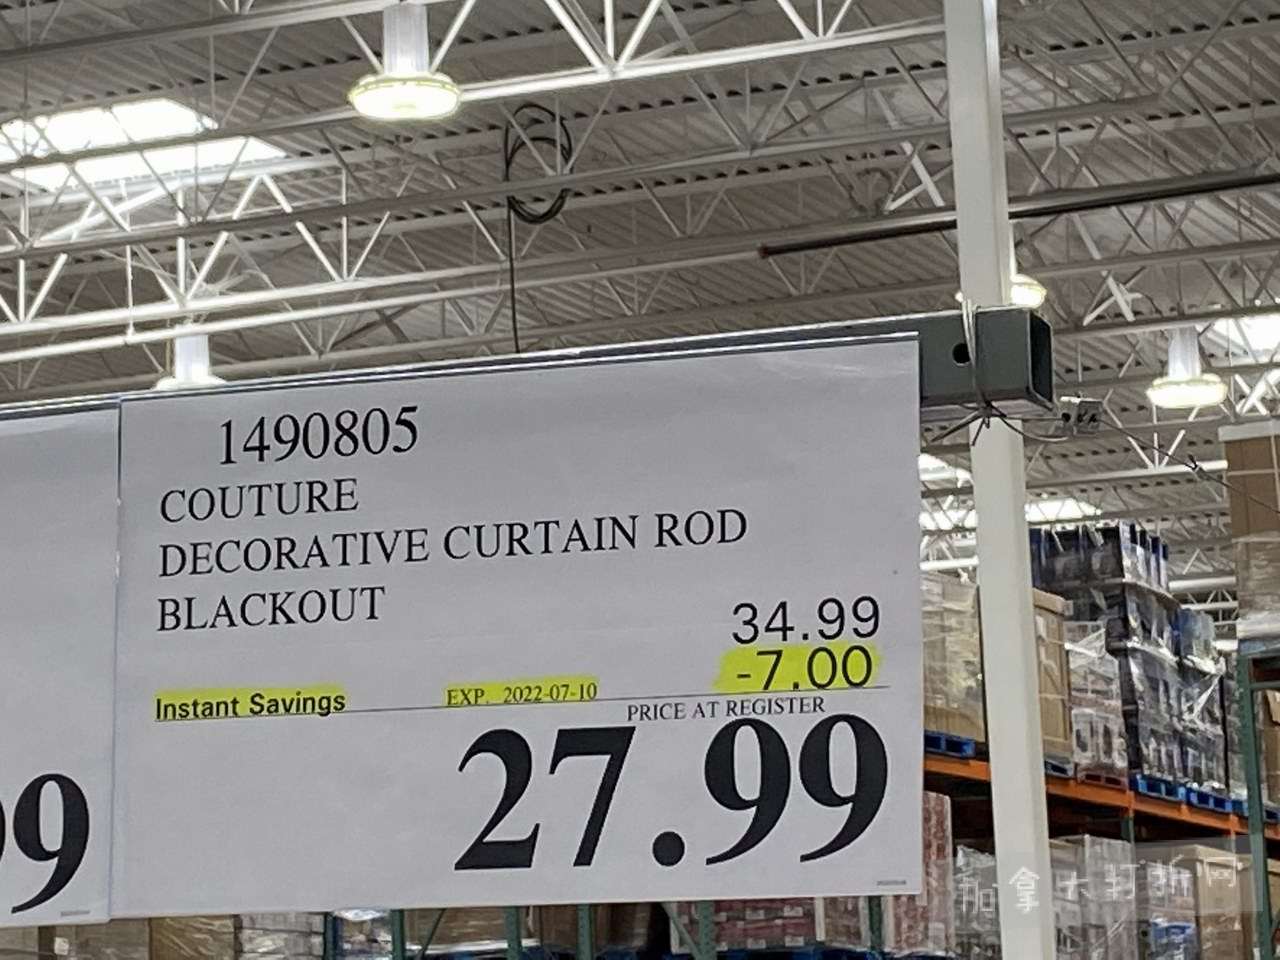 1490805
COUTURE
DECORATIVE CURTAIN ROD
BLACKOUT
34.99
-7.00
Instant Savings EXP. 2022-07-10
PRICE AT REGISTER
27.99
99
加拿大打折网